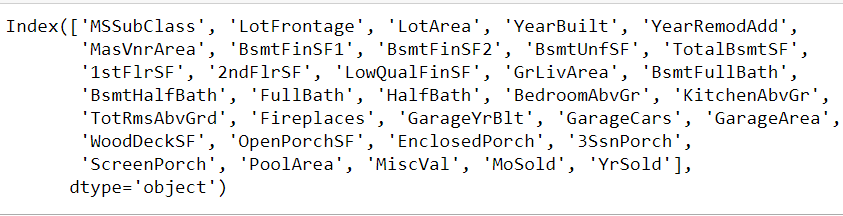 Index(['MSSubClass', 'LotFrontage', 'LotArea', 'YearBuilt', 'YearRemodAdd',
'MasVnrArea', 'BsmtFinSF1', 'BsmtFinSF2', 'BsmtUnfSF', 'TotalBsmtSF',
'1stFlrSF', '2ndFlrSF', 'LowQualFinSF', 'GrLivArea', 'BsmtFullBath',
'BsmtHalfBath', 'FullBath', 'HalfBath', 'BedroomAbvGr', 'KitchenAbvGr',
'TotRmsAbvGrd', 'Fireplaces', 'GarageYrBlt', 'GarageCars', 'GarageArea',
'WoodDeckSF', 'OpenPorchSF', 'EnclosedPorch', '3SsnPorch',
'ScreenPorch', 'PoolArea', 'MiscVal', 'MoSold', 'YrSold'],
dtype='object')